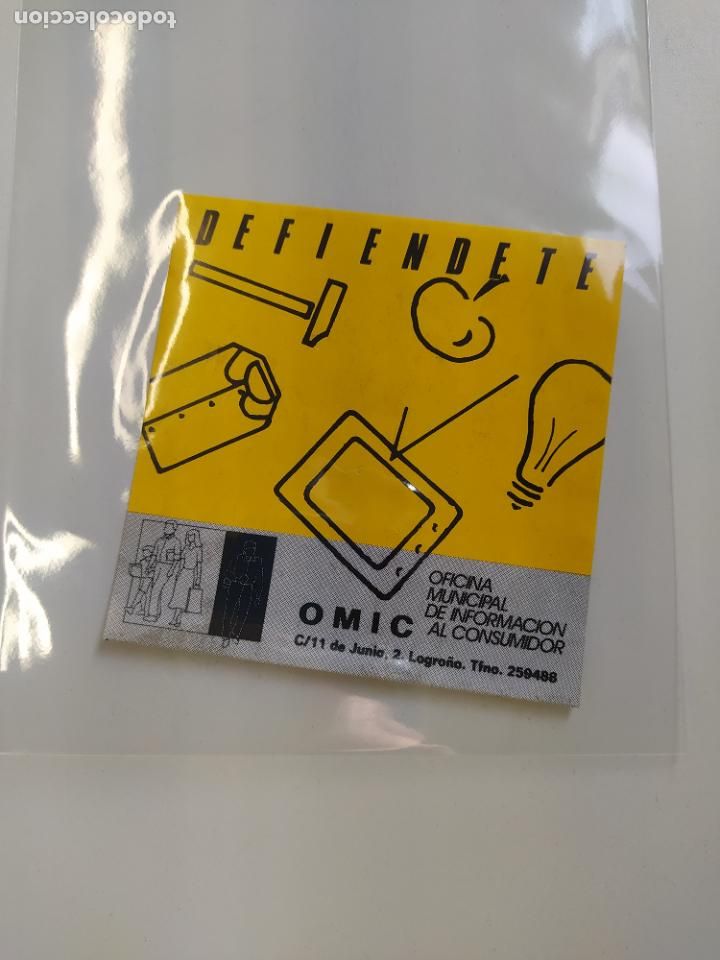 todocoleccion
DEFIENDETE
OFICINA
MUNICIPAL
DE INFORMACION
AL CONSUMIDOR
OMIC
C/11 de Junio, 2. Logroño. Tfno. 259488